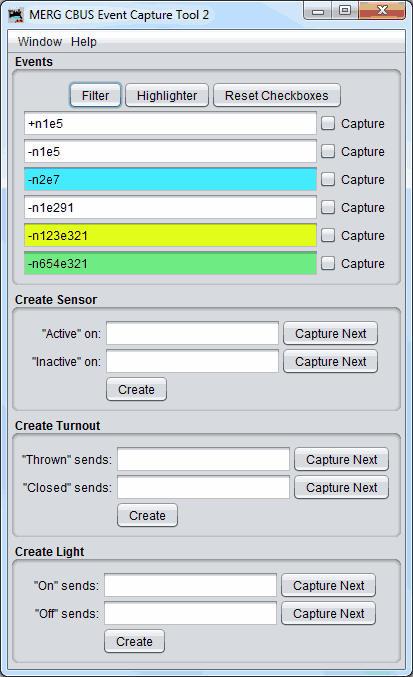 MERG CBUS Event Capture Tool 2
Window Help
Events
Filter Highlighter Reset Checkboxes
+n1e5 Capture
-n1e5 Capture
-n2e7 Capture
-n1e291 Capture
-n123e321 Capture
-n654e321 Capture
Create Sensor
"Active" on: Capture Next
"Inactive" on: Capture Next
Create
Create Turnout
"Thrown" sends: Capture Next
"Closed" sends: Capture Next
Create
Create Light
"On" sends: Capture Next
"Off" sends: Capture Next
Create